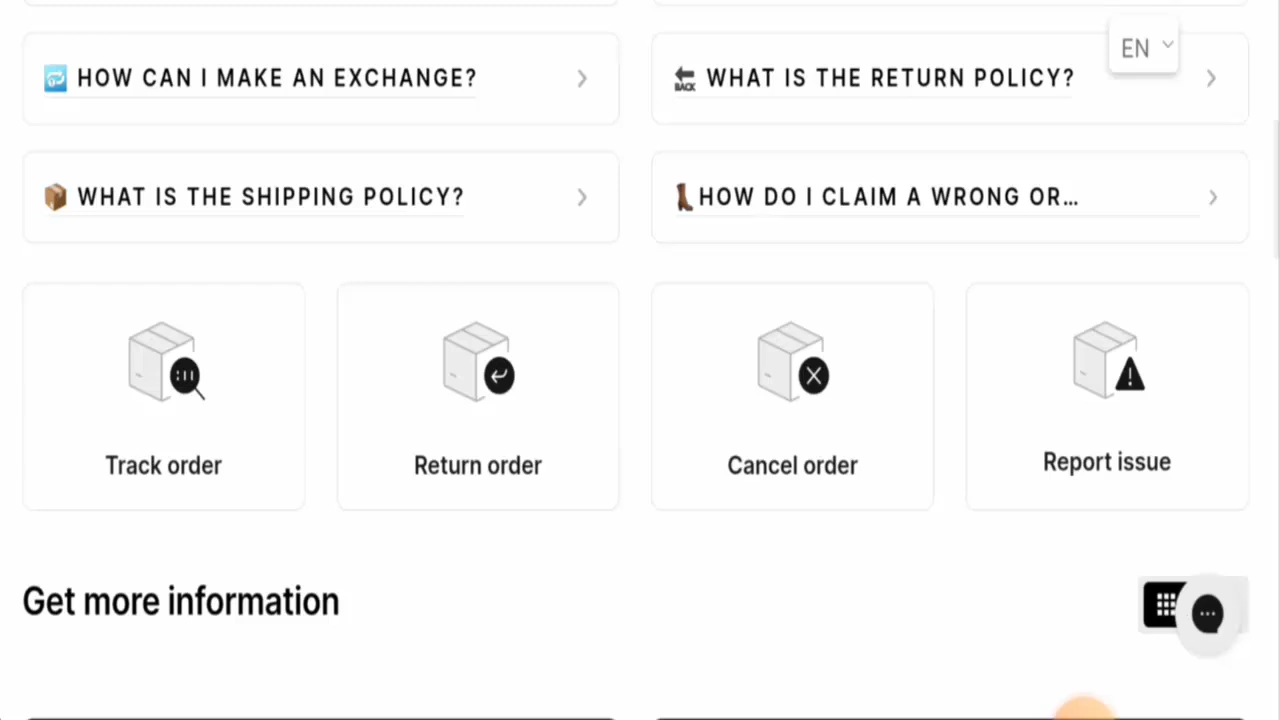 EN
HOW CAN I MAKE AN EXCHANGE?
BACK WHAT IS THE RETURN POLICY?
WHAT IS THE SHIPPING POLICY?
HOW DO I CLAIM A WRONG OR...
Track order
Return order
Cancel order
Report issue
Get more information